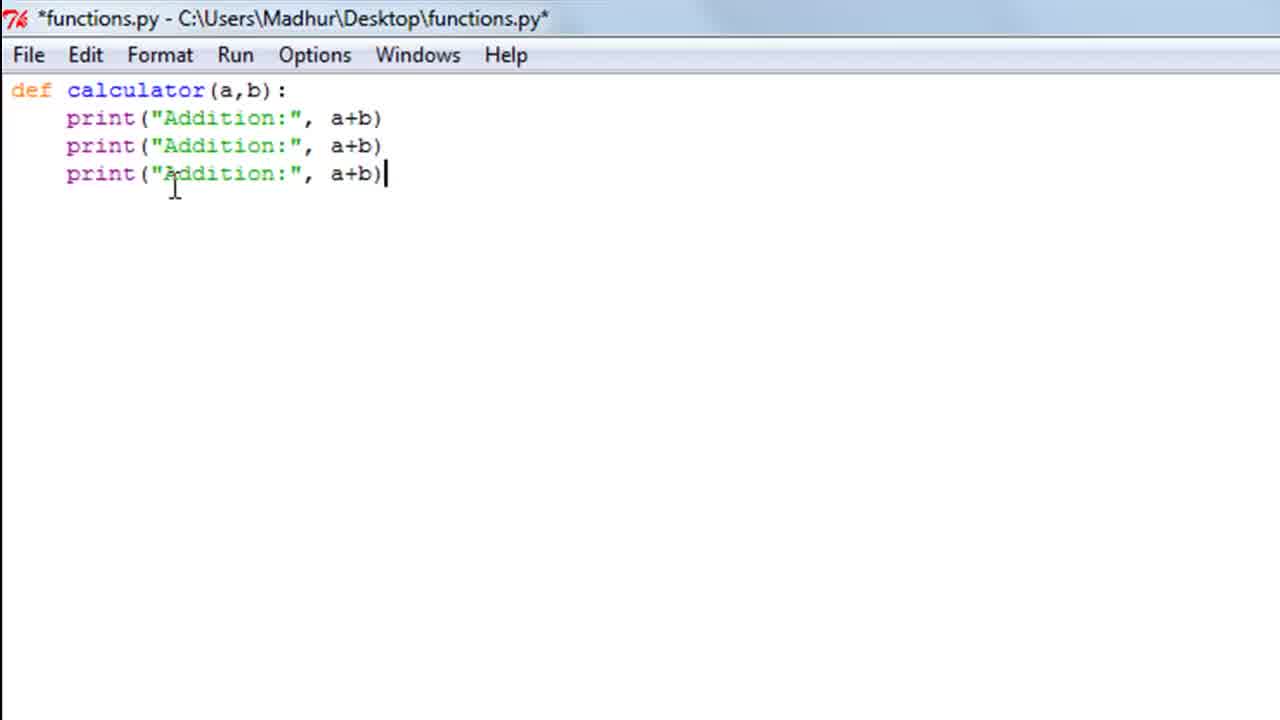 *functions.py - C:\Users\Madhur\Desktop\functions.py*
File Edit Format Run Options Windows Help
def calculator(a,b):
    print("Addition:", a+b)
    print("Addition:", a+b)
    print("Addition:", a+b)